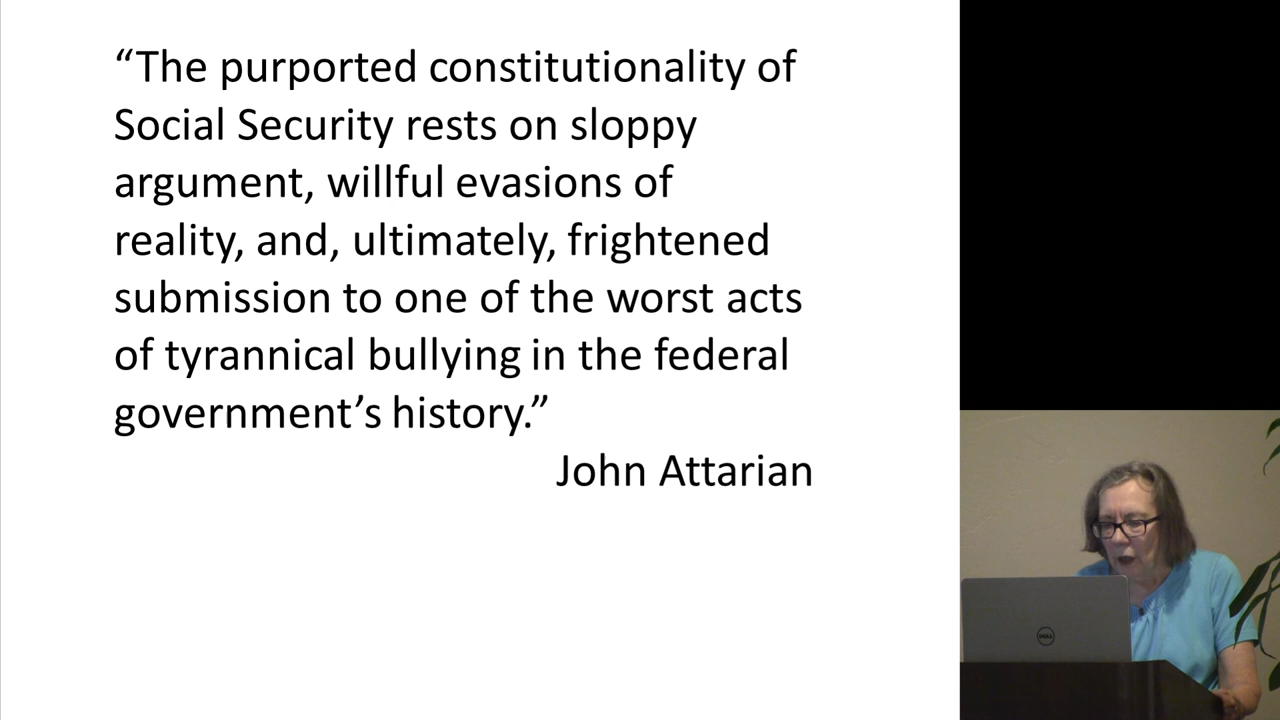 “The purported constitutionality of
Social Security rests on sloppy
argument, willful evasions of
reality, and, ultimately, frightened
submission to one of the worst acts
of tyrannical bullying in the federal
government’s history.”
John Attarian
DELL